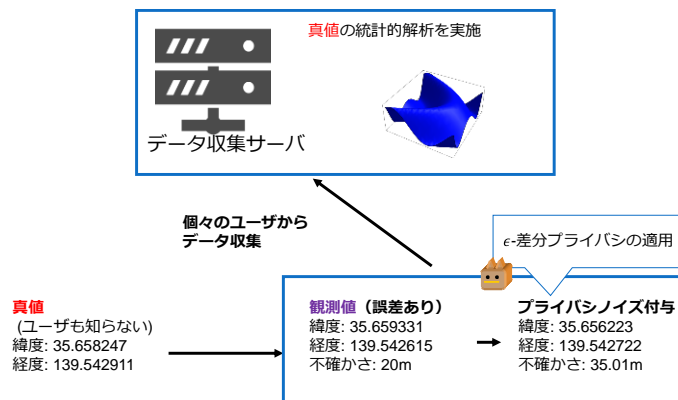 真値の統計的解析を実施
データ収集サーバ
個々のユーザから
データ収集
ϵ-差分プライバシの適用
真値
(ユーザも知らない)
緯度: 35.658247
経度: 139.542911
観測値（誤差あり）
緯度: 35.659331
経度: 139.542615
不確かさ: 20m
プライバシノイズ付与
緯度: 35.656223
経度: 139.542722
不確かさ: 35.01m